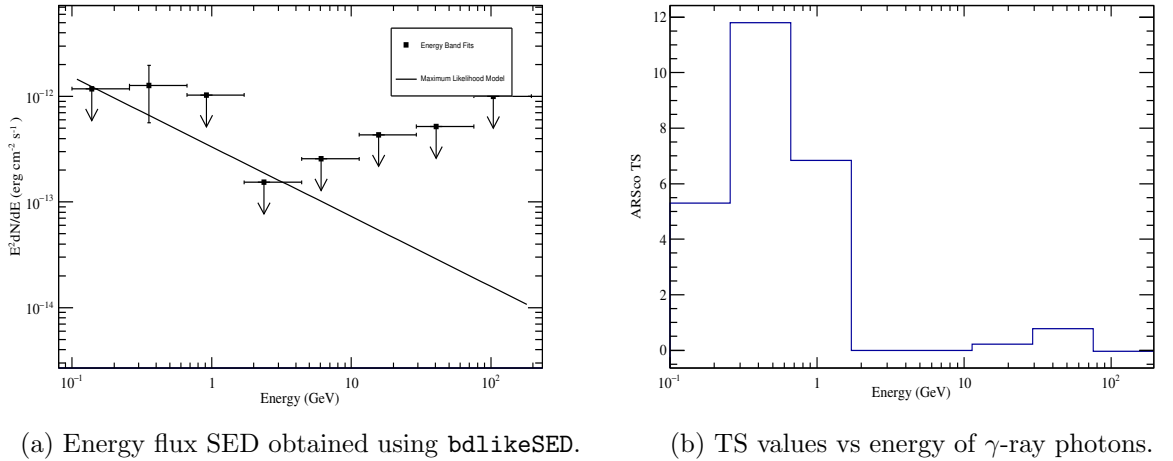 E²dN/dE (erg cm⁻² s⁻¹)
10⁻¹²
10⁻¹³
10⁻¹⁴
Energy Band Fits
Maximum Likelihood Model
10⁻¹ 1 10 10²
Energy (GeV)
ARSco TS
12
10
8
6
4
2
0
10⁻¹ 1 10 10²
Energy (GeV)
(a) Energy flux SED obtained using bdlikeSED.
(b) TS values vs energy of γ-ray photons.